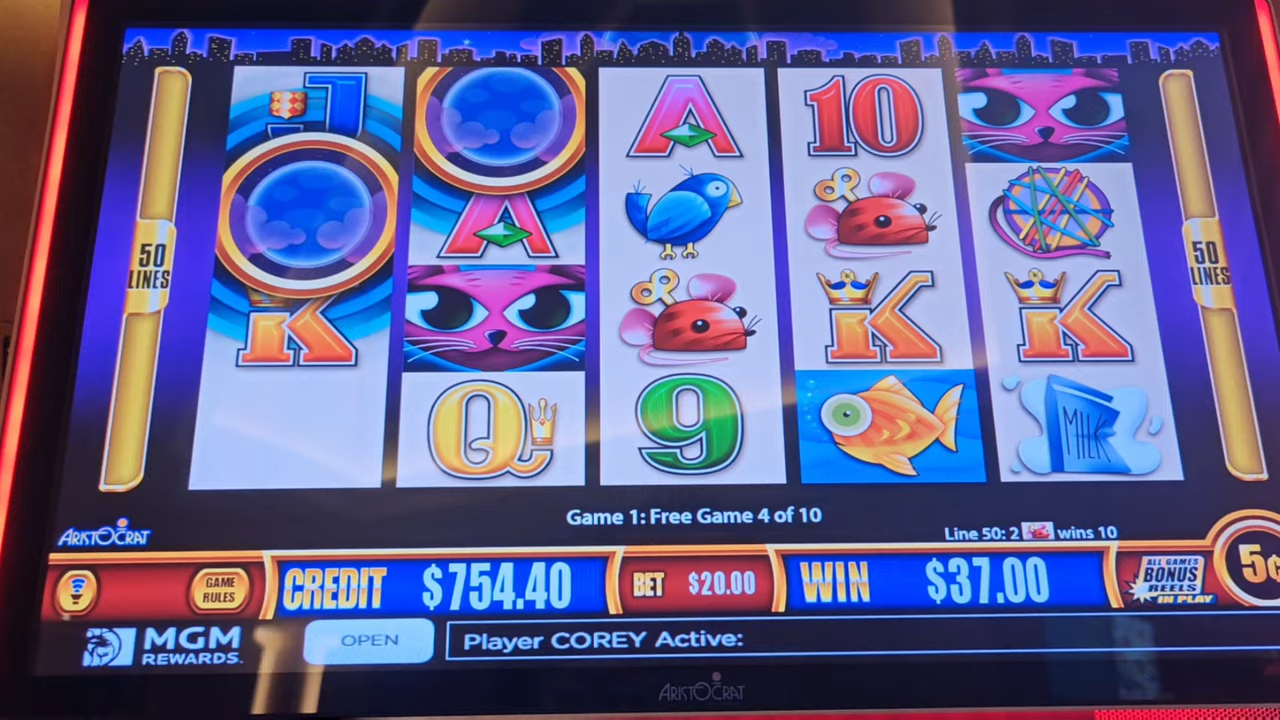 J
A
10
A
K
K
K
Q
9
MILK
50
LINES
50
LINES
Game 1: Free Game 4 of 10
Line 50: 2 wins 10
ARISTOCRAT
GAME
RULES
CREDIT $754.40
BET $20.00
WIN $37.00
ALL GAMES
BONUS
REELS
IN PLAY
5¢
MGM
REWARDS.
OPEN
Player COREY Active:
ARISTOCRAT